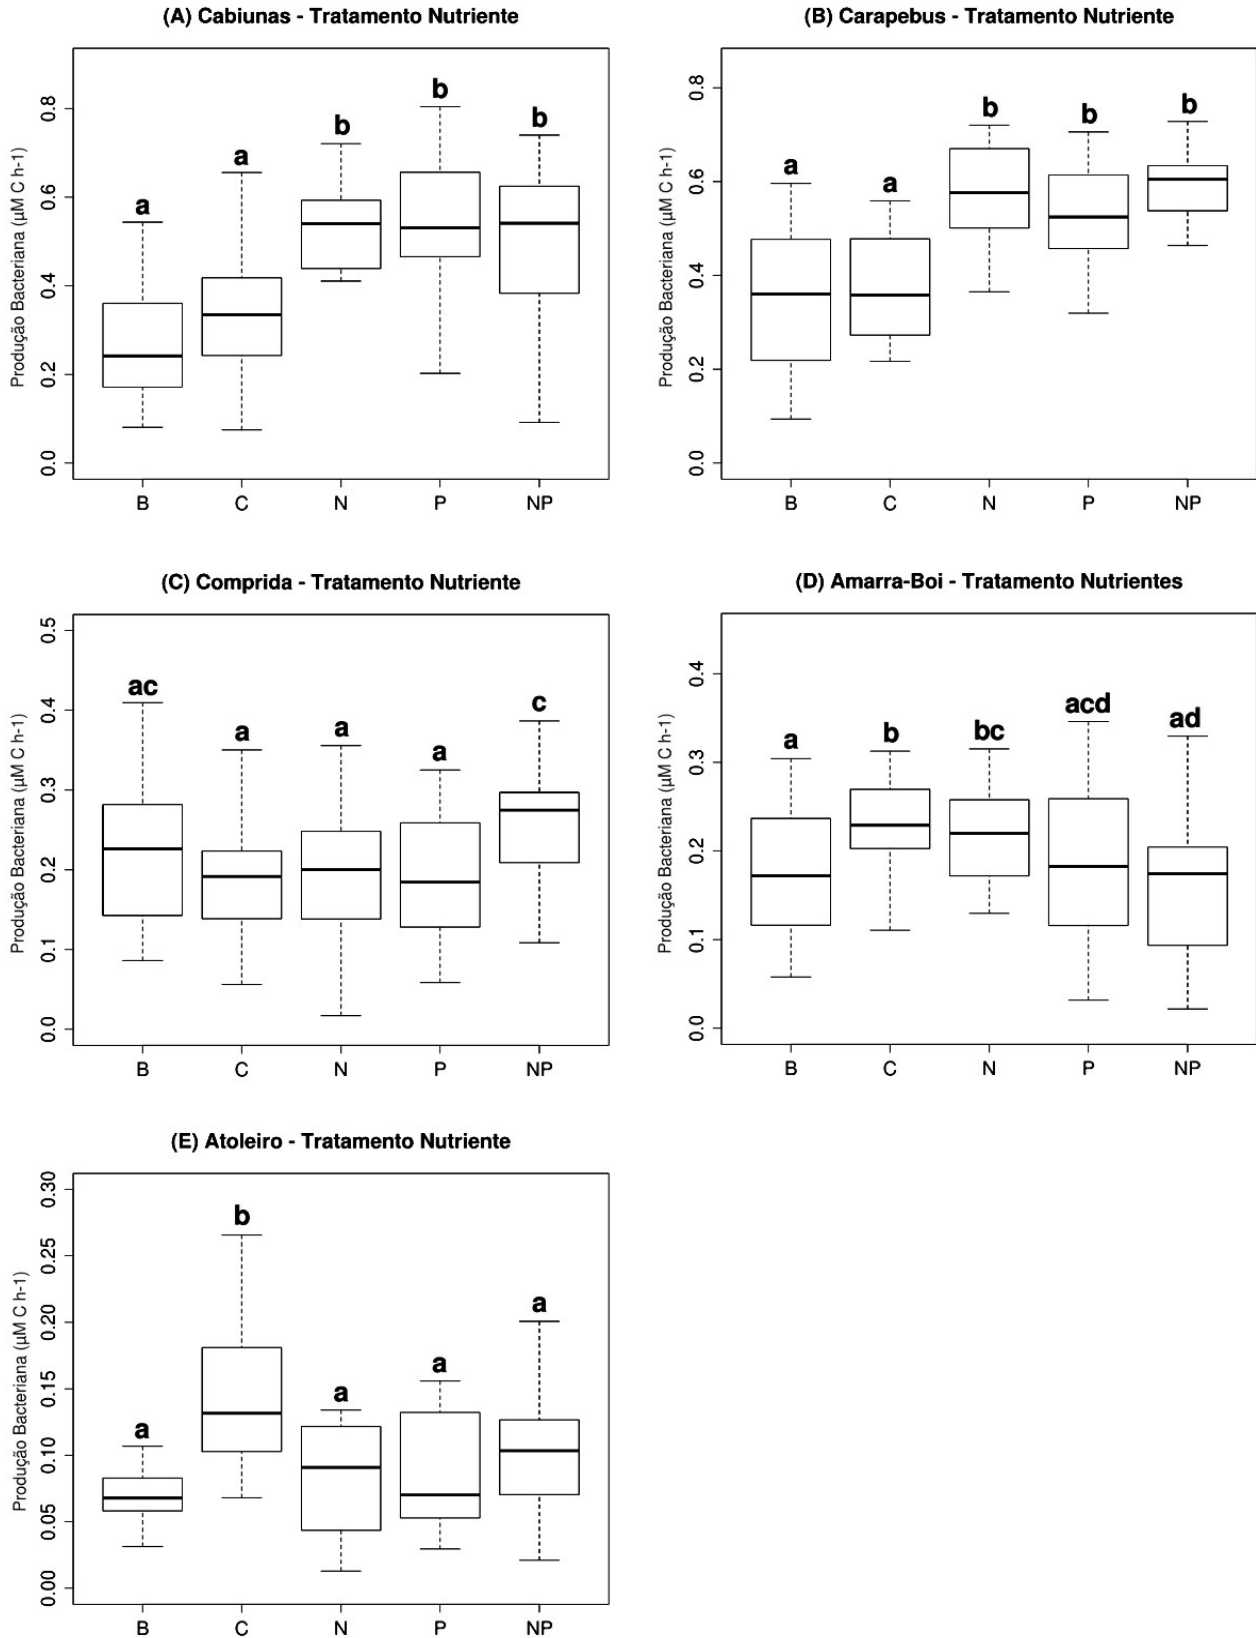 (A) Cabiunas - Tratamento Nutriente
Produção Bacteriana (µM C h-1)
0.8
0.6
0.4
0.2
0.0
a
a
b
b
b
B C N P NP
(B) Carapebus - Tratamento Nutriente
Produção Bacteriana (µM C h-1)
0.8
0.6
0.4
0.2
0.0
a
a
b
b
b
B C N P NP
(C) Comprida - Tratamento Nutriente
Produção Bacteriana (µM C h-1)
0.5
0.4
0.3
0.2
0.1
0.0
ac
a
a
a
c
B C N P NP
(D) Amarra-Boi - Tratamento Nutrientes
Produção Bacteriana (µM C h-1)
0.4
0.3
0.2
0.1
0.0
a
b
bc
acd
ad
B C N P NP
(E) Atoleiro - Tratamento Nutriente
Produção Bacteriana (µM C h-1)
0.30
0.25
0.20
0.15
0.10
0.05
0.00
a
b
a
a
a
B C N P NP